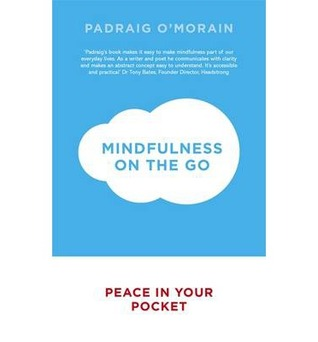 PADRAIG O'MORAIN
'Padraig's book makes it easy to make mindfulness part of our
everyday lives. As a writer and poet he communicates with clarity
and makes an abstract concept easy to understand. It's accessible
and practical' Dr Tony Bates, Founder Director, Headstrong
MINDFULNESS
ON THE GO
PEACE IN YOUR
POCKET